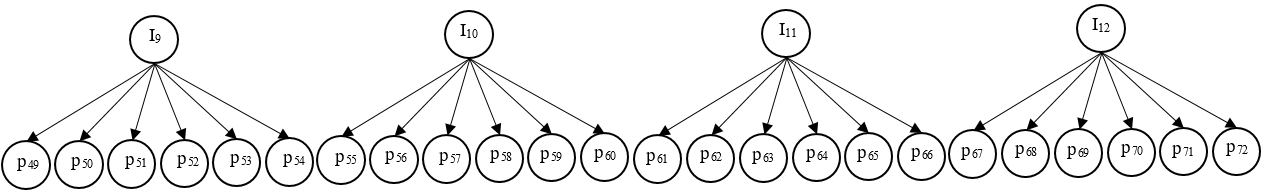 I₉ I₁₀ I₁₁ I₁₂
p₄₉ p₅₀ p₅₁ p₅₂ p₅₃ p₅₄ p₅₅ p₅₆ p₅₇ p₅₈ p₅₉ p₆₀ p₆₁ p₆₂ p₆₃ p₆₄ p₆₅ p₆₆ p₆₇ p₆₈ p₆₉ p₇₀ p₇₁ p₇₂